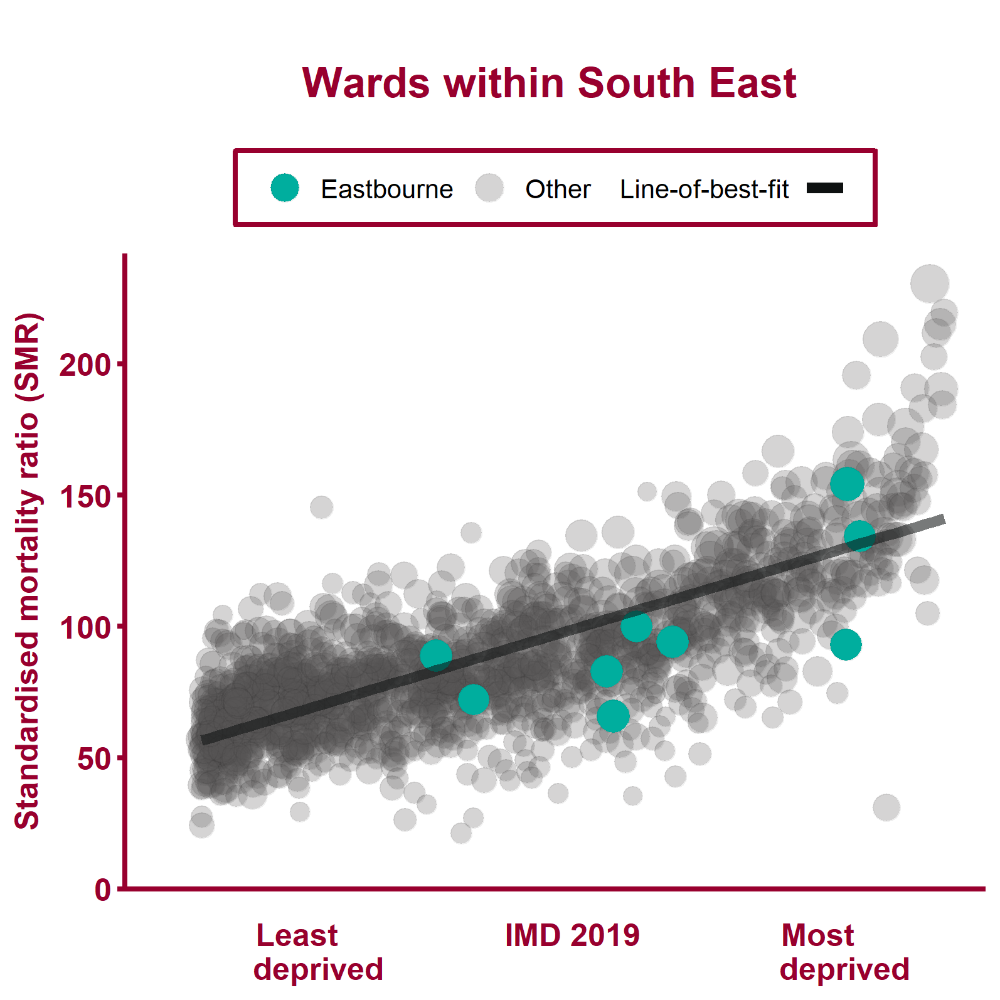 Wards within South East
Eastbourne Other Line-of-best-fit
Standardised mortality ratio (SMR)
200
150
100
50
0
Least deprived
IMD 2019
Most deprived